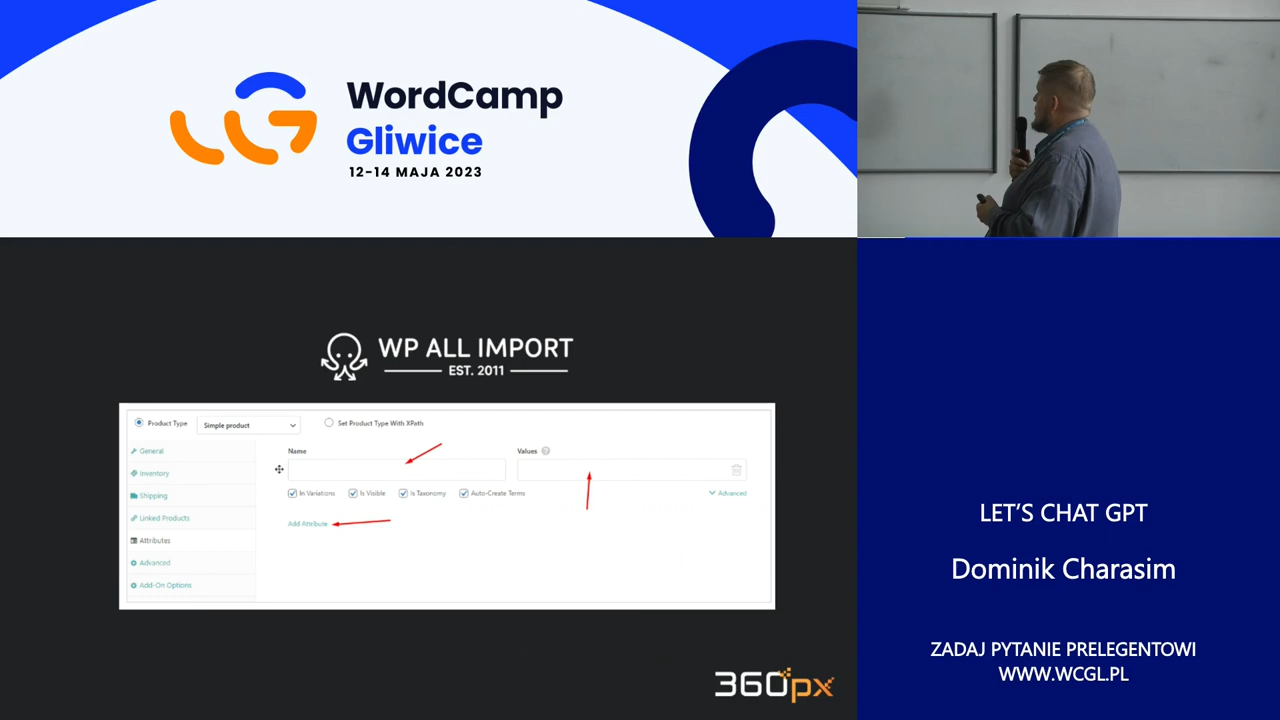 WordCamp
Gliwice
12-14 MAJA 2023
WP ALL IMPORT
EST. 2011
Product Type
Simple product
Set Product Type With XPath
General
Inventory
Shipping
Linked Products
Attributes
Advanced
Add-On Options
Name
Values ?
In Variations
Is Visible
Is Taxonomy
Auto-Create Terms
Advanced
Add Attribute
360px
LET'S CHAT GPT
Dominik Charasim
ZADAJ PYTANIE PRELEGENTOWI
WWW.WCGL.PL